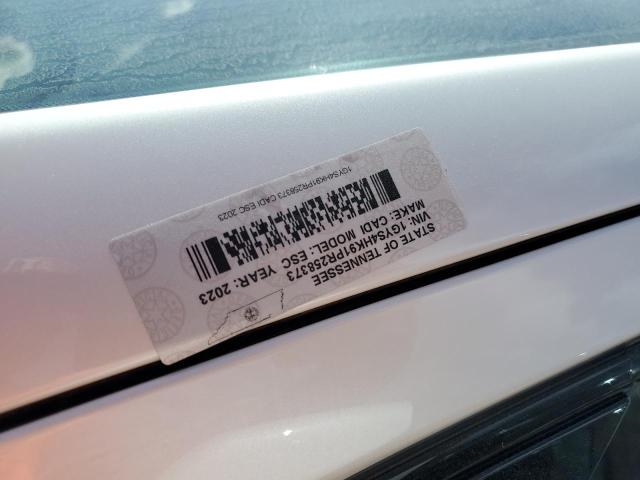 STATE OF TENNESSEE
VIN: 1GYS4HK91PR258373
MAKE: CADI MODEL: ESC YEAR: 2023
1GYS4HK91PR258373 CADI ESC 2023